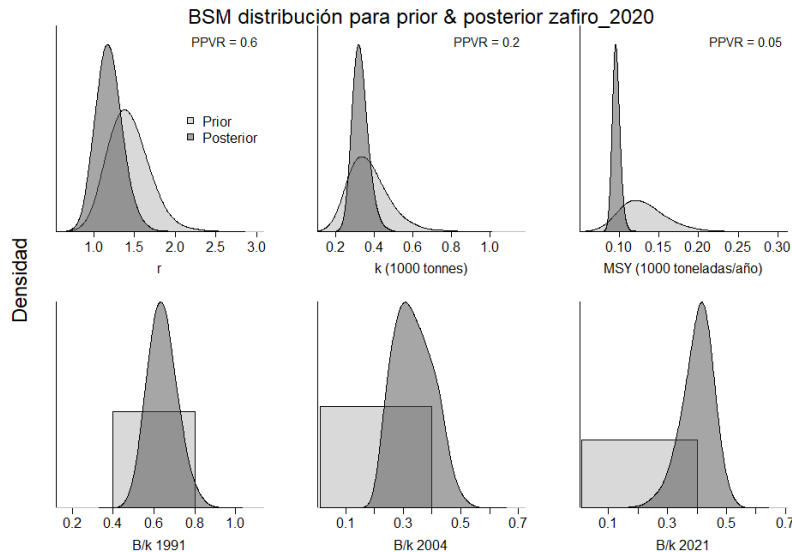 BSM distribución para prior & posterior zafiro_2020
PPVR = 0.6
PPVR = 0.2
PPVR = 0.05
Prior
Posterior
1.0 1.5 2.0 2.5 3.0
r
0.2 0.4 0.6 0.8 1.0
k (1000 tonnes)
0.10 0.15 0.20 0.25 0.30
MSY (1000 toneladas/año)
Densidad
0.2 0.4 0.6 0.8 1.0
B/k 1991
0.1 0.3 0.5 0.7
B/k 2004
0.1 0.3 0.5 0.7
B/k 2021